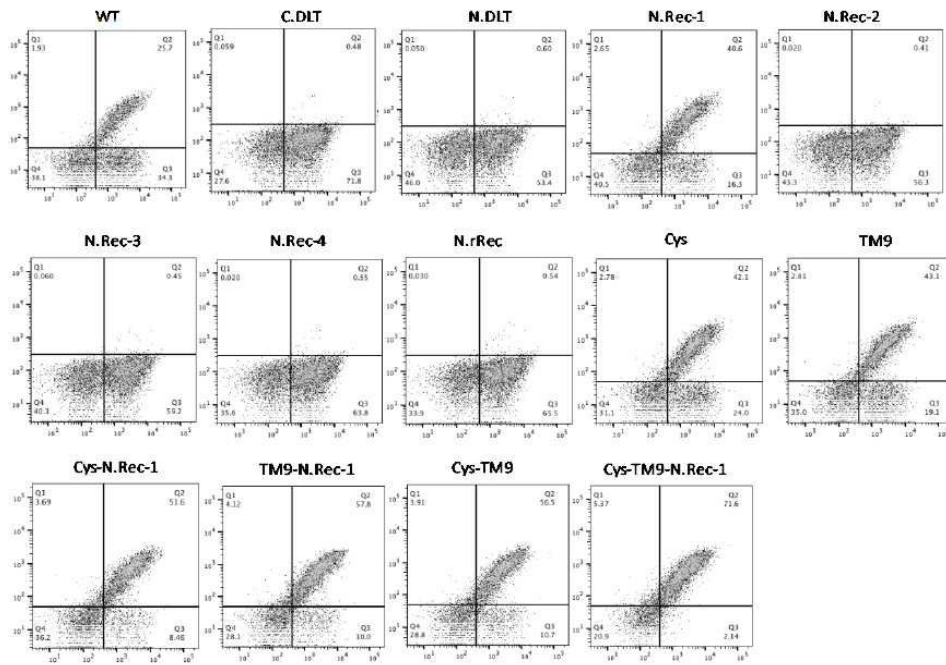 WT
Q1
1.93
Q2
25.7
Q3
34.3
Q4
38.1
C.DLT
Q1
0.059
Q2
0.48
Q3
71.8
Q4
27.6
N.DLT
Q1
0.050
Q2
0.60
Q3
53.4
Q4
46.0
N.Rec-1
Q1
2.65
Q2
40.6
Q3
16.3
Q4
40.5
N.Rec-2
Q1
0.020
Q2
0.41
Q3
56.3
Q4
43.3
N.Rec-3
Q1
0.060
Q2
0.45
Q3
59.2
Q4
40.3
N.Rec-4
Q1
0.020
Q2
0.55
Q3
63.8
Q4
35.6
N.rRec
Q1
0.030
Q2
0.54
Q3
65.5
Q4
33.9
Cys
Q1
2.78
Q2
42.1
Q3
24.0
Q4
31.1
TM9
Q1
2.81
Q2
43.1
Q3
19.1
Q4
35.0
Cys-N.Rec-1
Q1
3.69
Q2
51.6
Q3
8.46
Q4
36.2
TM9-N.Rec-1
Q1
4.12
Q2
57.8
Q3
10.0
Q4
28.1
Cys-TM9
Q1
3.91
Q2
56.5
Q3
10.7
Q4
28.8
Cys-TM9-N.Rec-1
Q1
5.37
Q2
71.6
Q3
2.14
Q4
20.9